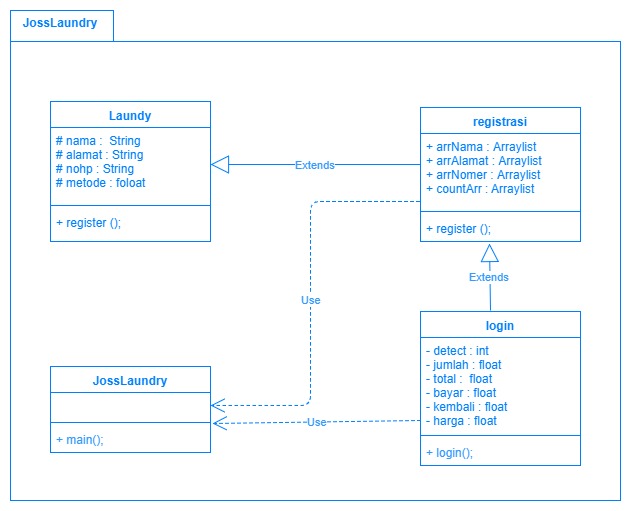 JossLaundry
Laundy
# nama :  String
# alamat : String
# nohp : String
# metode : foloat
+ register ();
Extends
registrasi
+ arrNama : Arraylist
+ arrAlamat : Arraylist
+ arrNomer : Arraylist
+ countArr : Arraylist
+ register ();
Extends
Use
login
- detect : int
- jumlah : float
- total :  float
- bayar : float
- kembali : float
- harga : float
+ login();
JossLaundry
+ main();
Use